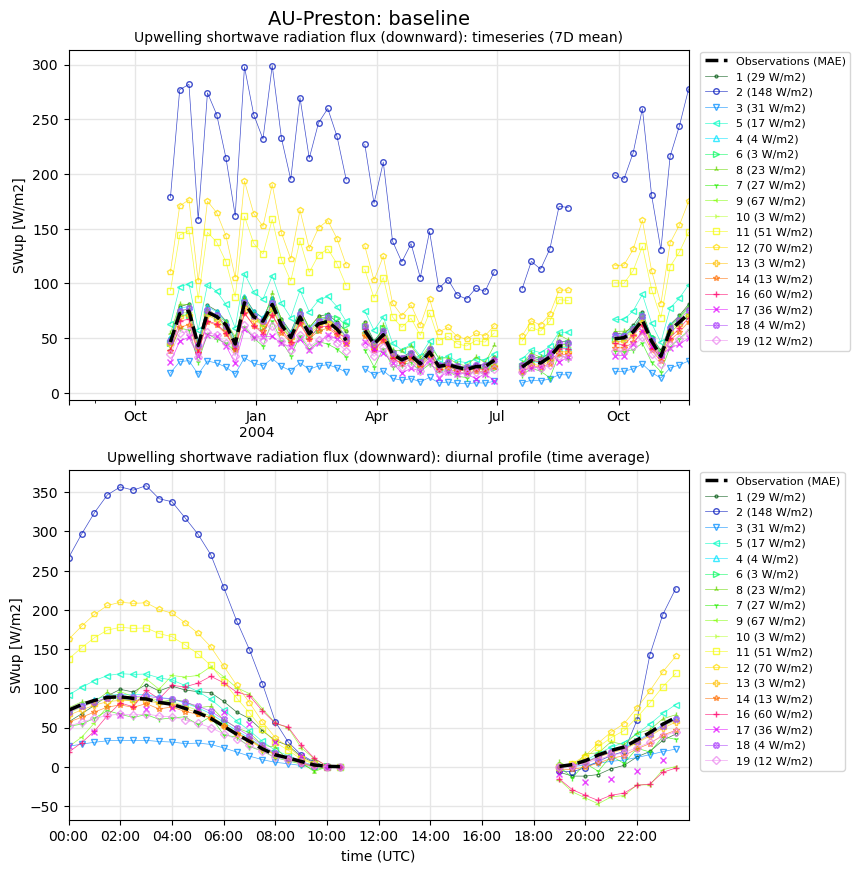 AU-Preston: baseline
Upwelling shortwave radiation flux (downward): timeseries (7D mean)
SWup [W/m2]
300
250
200
150
100
50
0
Oct
Jan
2004
Apr
Jul
Oct
Observations (MAE)
1 (29 W/m2)
2 (148 W/m2)
3 (31 W/m2)
5 (17 W/m2)
4 (4 W/m2)
6 (3 W/m2)
8 (23 W/m2)
7 (27 W/m2)
9 (67 W/m2)
10 (3 W/m2)
11 (51 W/m2)
12 (70 W/m2)
13 (3 W/m2)
14 (13 W/m2)
16 (60 W/m2)
17 (36 W/m2)
18 (4 W/m2)
19 (12 W/m2)
Upwelling shortwave radiation flux (downward): diurnal profile (time average)
SWup [W/m2]
350
300
250
200
150
100
50
0
−50
00:00
02:00
04:00
06:00
08:00
10:00
12:00
14:00
16:00
18:00
20:00
22:00
time (UTC)
Observation (MAE)
1 (29 W/m2)
2 (148 W/m2)
3 (31 W/m2)
5 (17 W/m2)
4 (4 W/m2)
6 (3 W/m2)
8 (23 W/m2)
7 (27 W/m2)
9 (67 W/m2)
10 (3 W/m2)
11 (51 W/m2)
12 (70 W/m2)
13 (3 W/m2)
14 (13 W/m2)
16 (60 W/m2)
17 (36 W/m2)
18 (4 W/m2)
19 (12 W/m2)